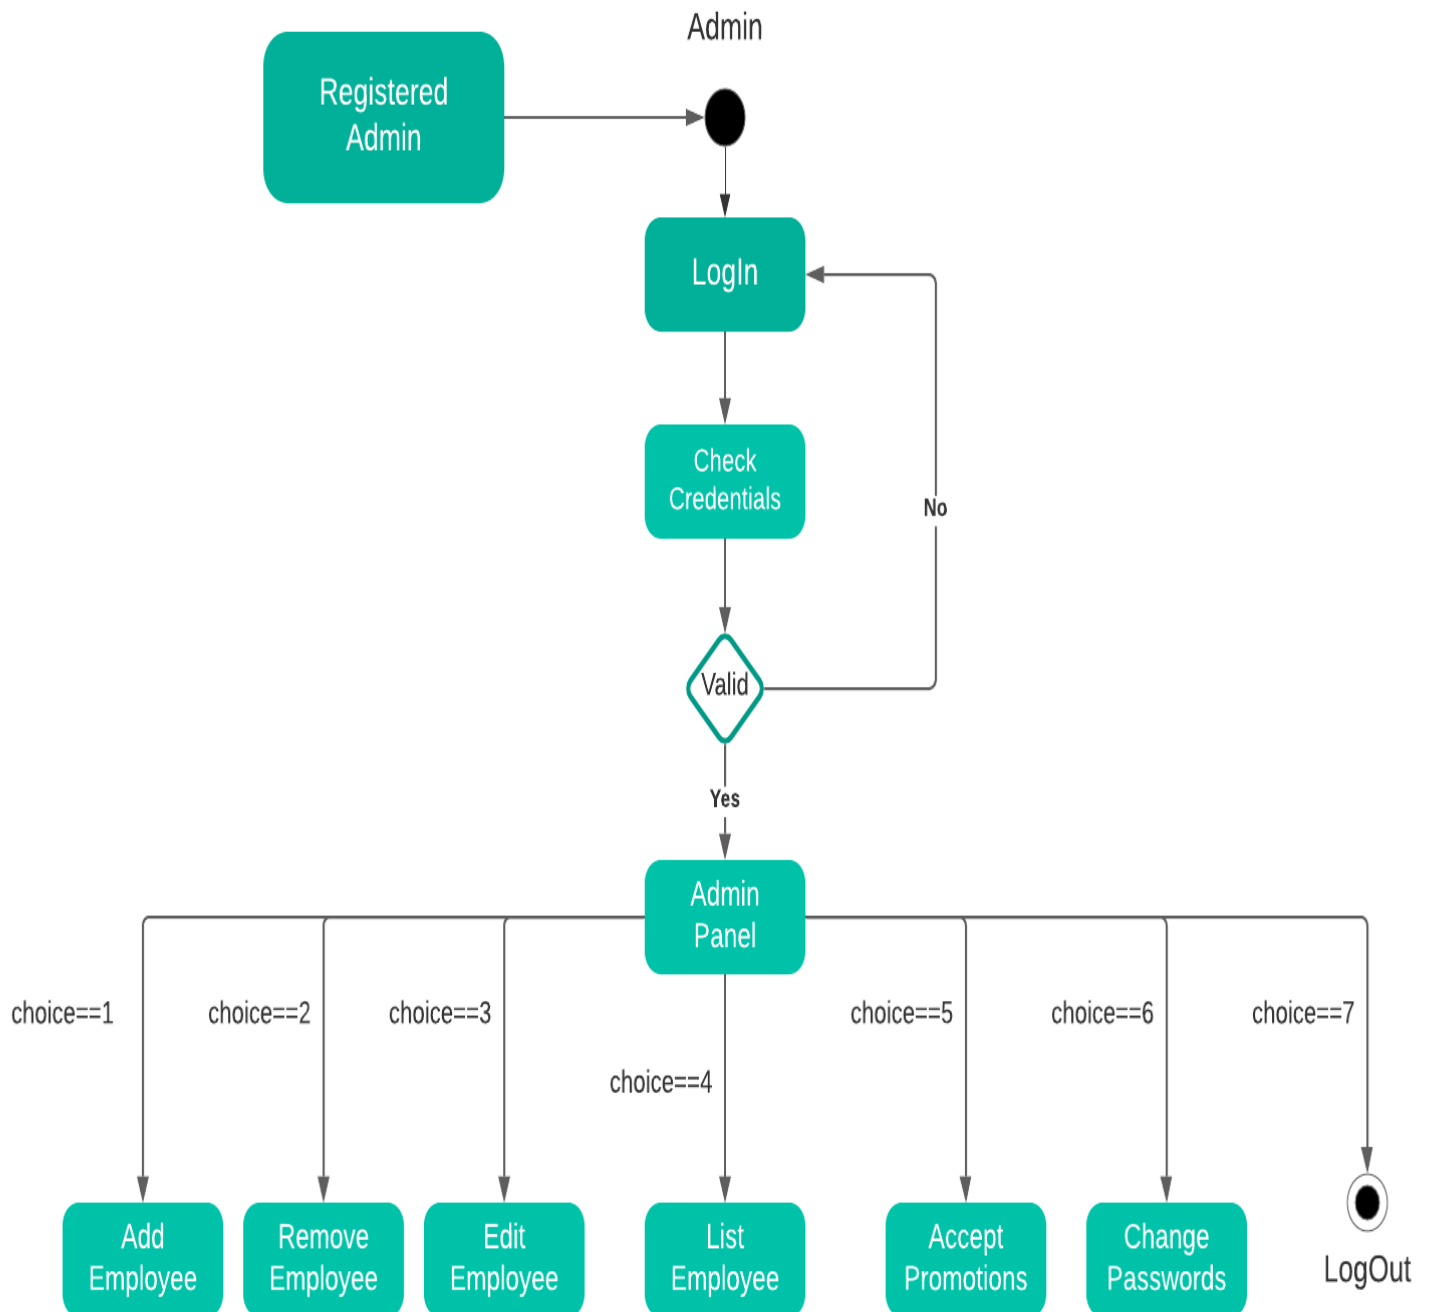 Admin
Registered
Admin
LogIn
Check
Credentials
No
Valid
Yes
Admin
Panel
choice==1
choice==2
choice==3
choice==4
choice==5
choice==6
choice==7
Add
Employee
Remove
Employee
Edit
Employee
List
Employee
Accept
Promotions
Change
Passwords
LogOut